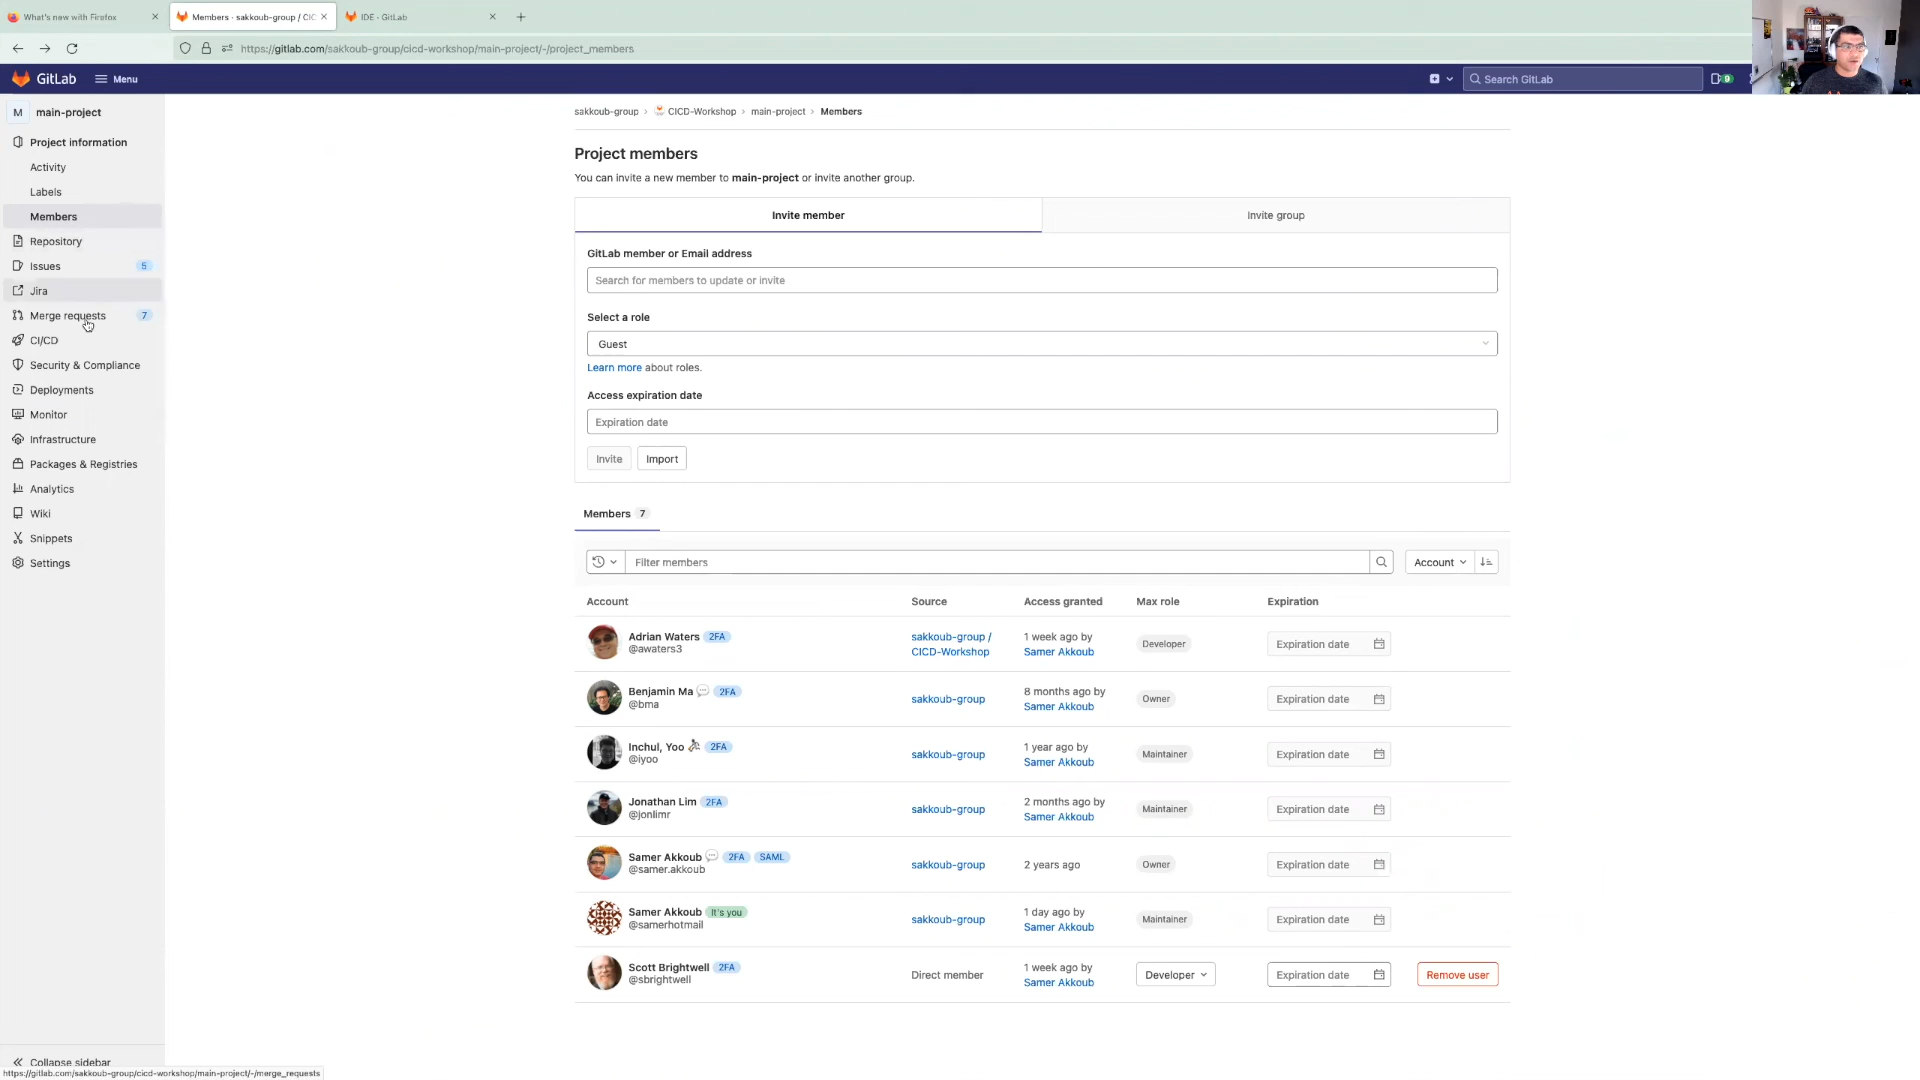 What's new with Firefox
Members · sakkoub-group / CIC
IDE · GitLab
https://gitlab.com/sakkoub-group/cicd-workshop/main-project/-/project_members
GitLab
Menu
Search GitLab
9
M main-project
Project information
Activity
Labels
Members
Repository
Issues 5
Jira
Merge requests 7
CI/CD
Security & Compliance
Deployments
Monitor
Infrastructure
Packages & Registries
Analytics
Wiki
Snippets
Settings
Collapse sidebar
https://gitlab.com/sakkoub-group/cicd-workshop/main-project/-/merge_requests
sakkoub-group › CICD-Workshop › main-project › Members
Project members
You can invite a new member to main-project or invite another group.
Invite member Invite group
GitLab member or Email address
Search for members to update or invite
Select a role
Guest
Learn more about roles.
Access expiration date
Expiration date
Invite Import
Members 7
Filter members Account
Account Source Access granted Max role Expiration
Adrian Waters 2FA
@awaters3
sakkoub-group /
CICD-Workshop
1 week ago by
Samer Akkoub
Developer
Expiration date
Benjamin Ma 2FA
@bma
sakkoub-group
8 months ago by
Samer Akkoub
Owner
Expiration date
Inchul, Yoo 2FA
@iyoo
sakkoub-group
1 year ago by
Samer Akkoub
Maintainer
Expiration date
Jonathan Lim 2FA
@jonlimr
sakkoub-group
2 months ago by
Samer Akkoub
Maintainer
Expiration date
Samer Akkoub 2FA SAML
@samer.akkoub
sakkoub-group
2 years ago
Owner
Expiration date
Samer Akkoub It's you
@samerhotmail
sakkoub-group
1 day ago by
Samer Akkoub
Maintainer
Expiration date
Scott Brightwell 2FA
@sbrightwell
Direct member
1 week ago by
Samer Akkoub
Developer
Expiration date
Remove user